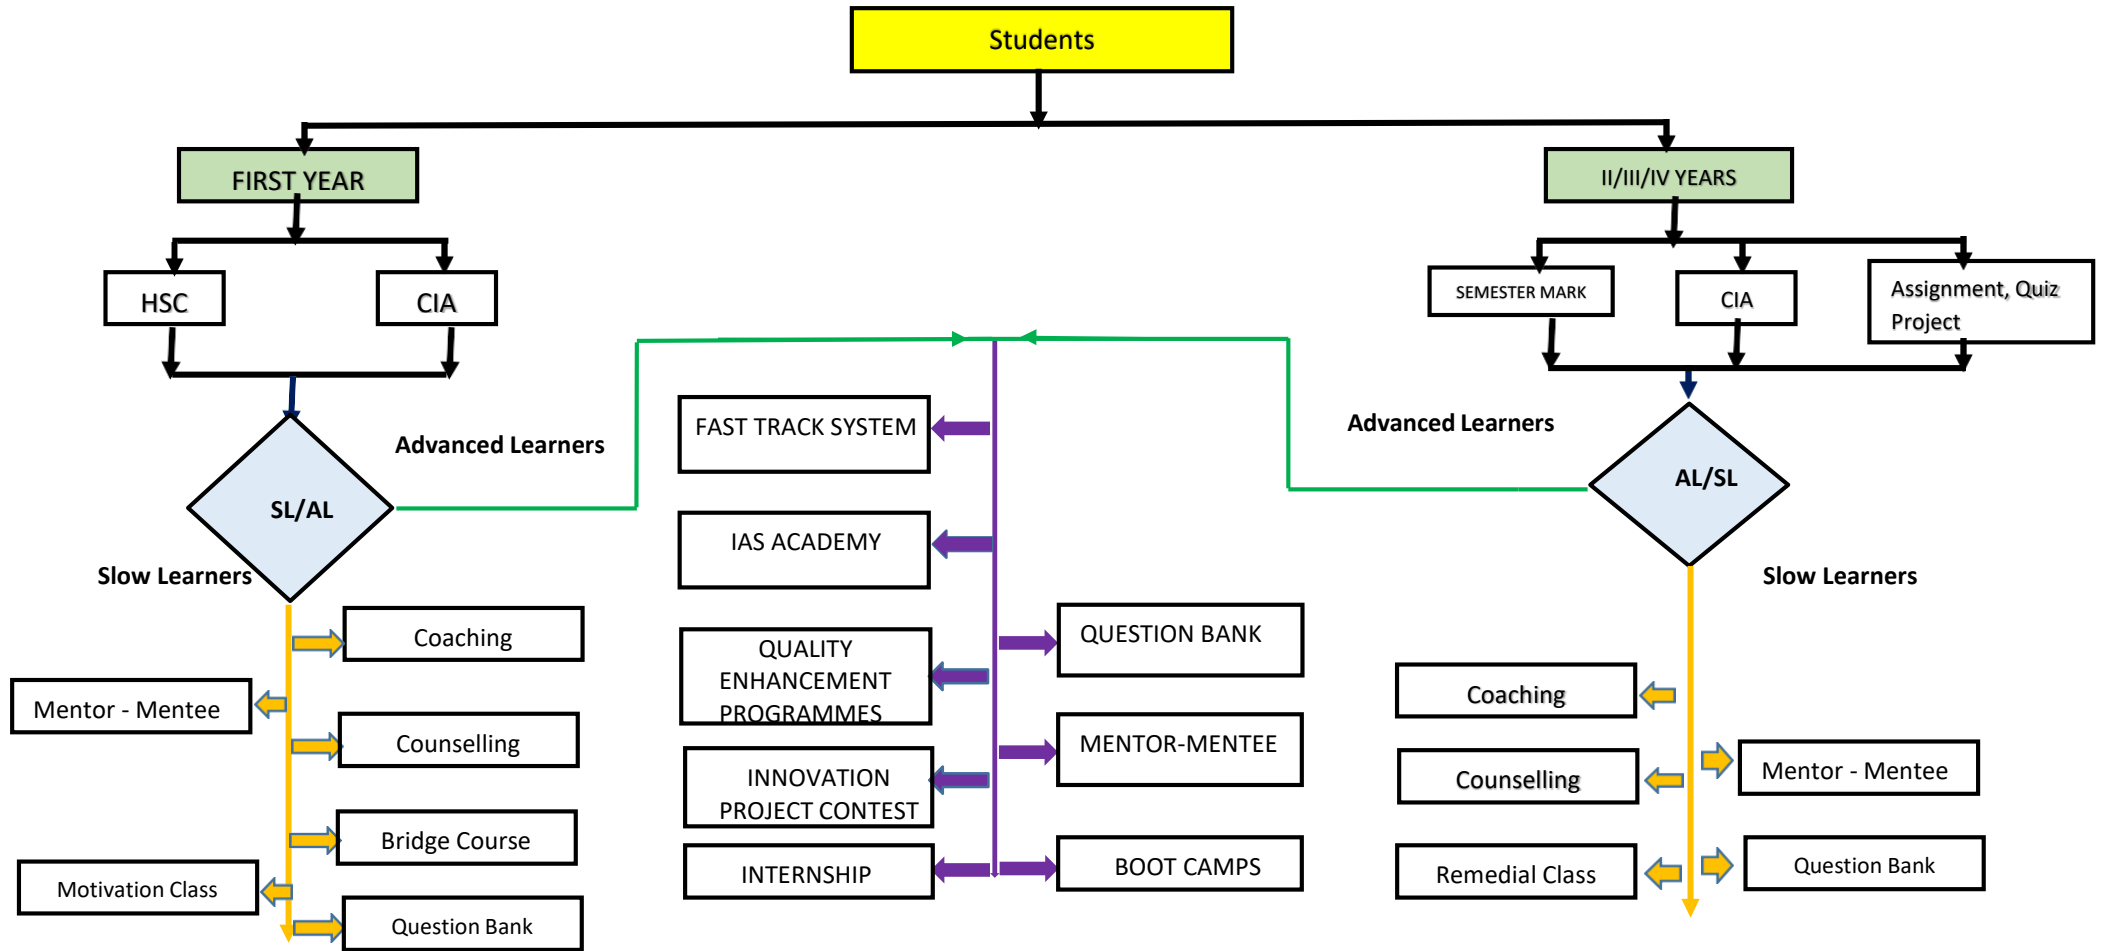 Students
FIRST YEAR
II/III/IV YEARS
HSC
CIA
SEMESTER MARK
CIA
Assignment, Quiz
Project
Advanced Learners
Advanced Learners
SL/AL
AL/SL
Slow Learners
Slow Learners
FAST TRACK SYSTEM
IAS ACADEMY
QUALITY
ENHANCEMENT
PROGRAMMES
INNOVATION
PROJECT CONTEST
INTERNSHIP
QUESTION BANK
MENTOR-MENTEE
BOOT CAMPS
Coaching
Mentor - Mentee
Counselling
Bridge Course
Motivation Class
Question Bank
Coaching
Counselling
Mentor - Mentee
Remedial Class
Question Bank